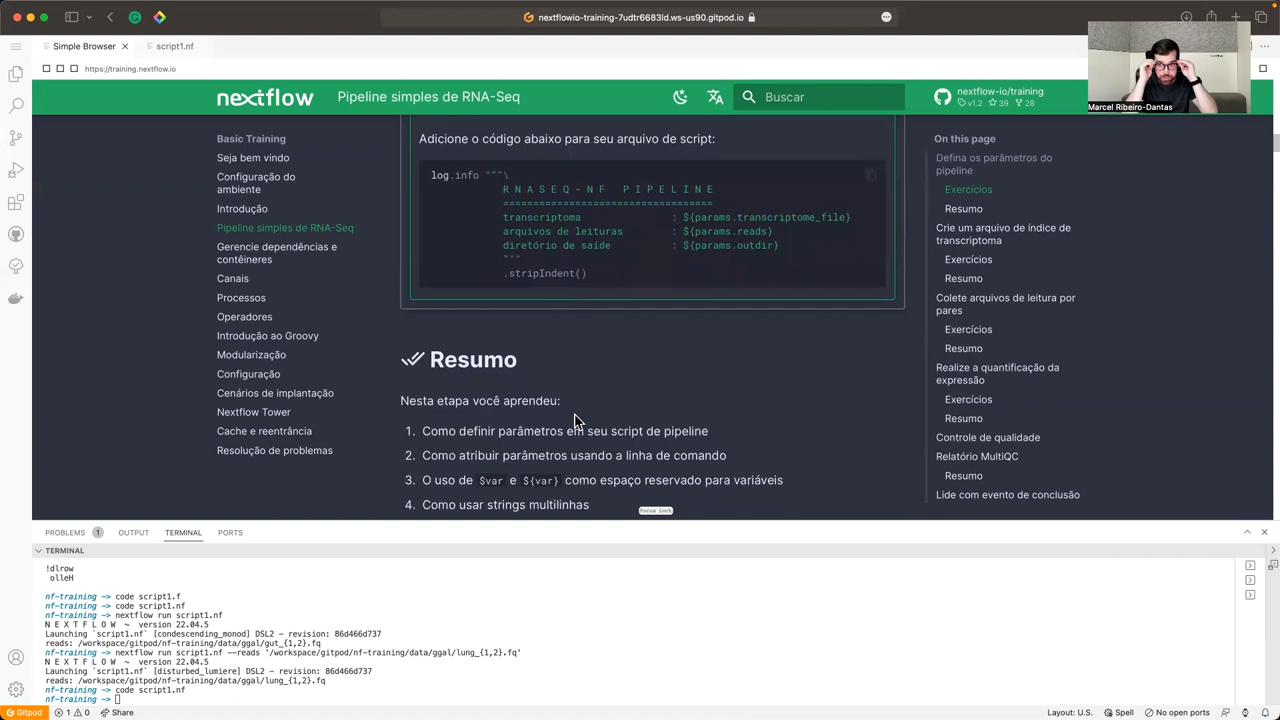 nextflowio-training-7udtr6683ld.ws-us90.gitpod.io
Simple Browser
script1.nf
https://training.nextflow.io
Marcel Ribeiro-Dantas
nextflow
Pipeline simples de RNA-Seq
Buscar
nextflow-io/training
v1.2 39 28
Basic Training
Seja bem vindo
Configuração do
ambiente
Introdução
Pipeline simples de RNA-Seq
Gerencie dependências e
contêineres
Canais
Processos
Operadores
Introdução ao Groovy
Modularização
Configuração
Cenários de implantação
Nextflow Tower
Cache e reentrância
Resolução de problemas
Adicione o código abaixo para seu arquivo de script:
log.info """\
R N A S E Q - N F   P I P E L I N E
===================================
transcriptoma : ${params.transcriptome_file}
arquivos de leituras : ${params.reads}
diretório de saída : ${params.outdir}
"""
.stripIndent()
Resumo
Nesta etapa você aprendeu:
1. Como definir parâmetros em seu script de pipeline
2. Como atribuir parâmetros usando a linha de comando
3. O uso de $var e ${var} como espaço reservado para variáveis
4. Como usar strings multilinhas
Focus Lock
On this page
Defina os parâmetros do
pipeline
Exercícios
Resumo
Crie um arquivo de índice de
transcriptoma
Exercícios
Resumo
Colete arquivos de leitura por
pares
Exercícios
Resumo
Realize a quantificação da
expressão
Exercícios
Resumo
Controle de qualidade
Relatório MultiQC
Resumo
Lide com evento de conclusão
PROBLEMS 1 OUTPUT TERMINAL PORTS
TERMINAL
!dlrow
olleH
nf-training -> code script1.f
nf-training -> code script1.nf
nf-training -> nextflow run script1.nf
N E X T F L O W ~ version 22.04.5
Launching `script1.nf` [condescending_monod] DSL2 - revision: 86d466d737
reads: /workspace/gitpod/nf-training/data/ggal/gut_{1,2}.fq
nf-training -> nextflow run script1.nf --reads '/workspace/gitpod/nf-training/data/ggal/lung_{1,2}.fq'
N E X T F L O W ~ version 22.04.5
Launching `script1.nf` [disturbed_lumiere] DSL2 - revision: 86d466d737
reads: /workspace/gitpod/nf-training/data/ggal/lung_{1,2}.fq
nf-training -> code script1.nf
nf-training ->
Gitpod 1 0 Share Layout: U.S. Spell No open ports